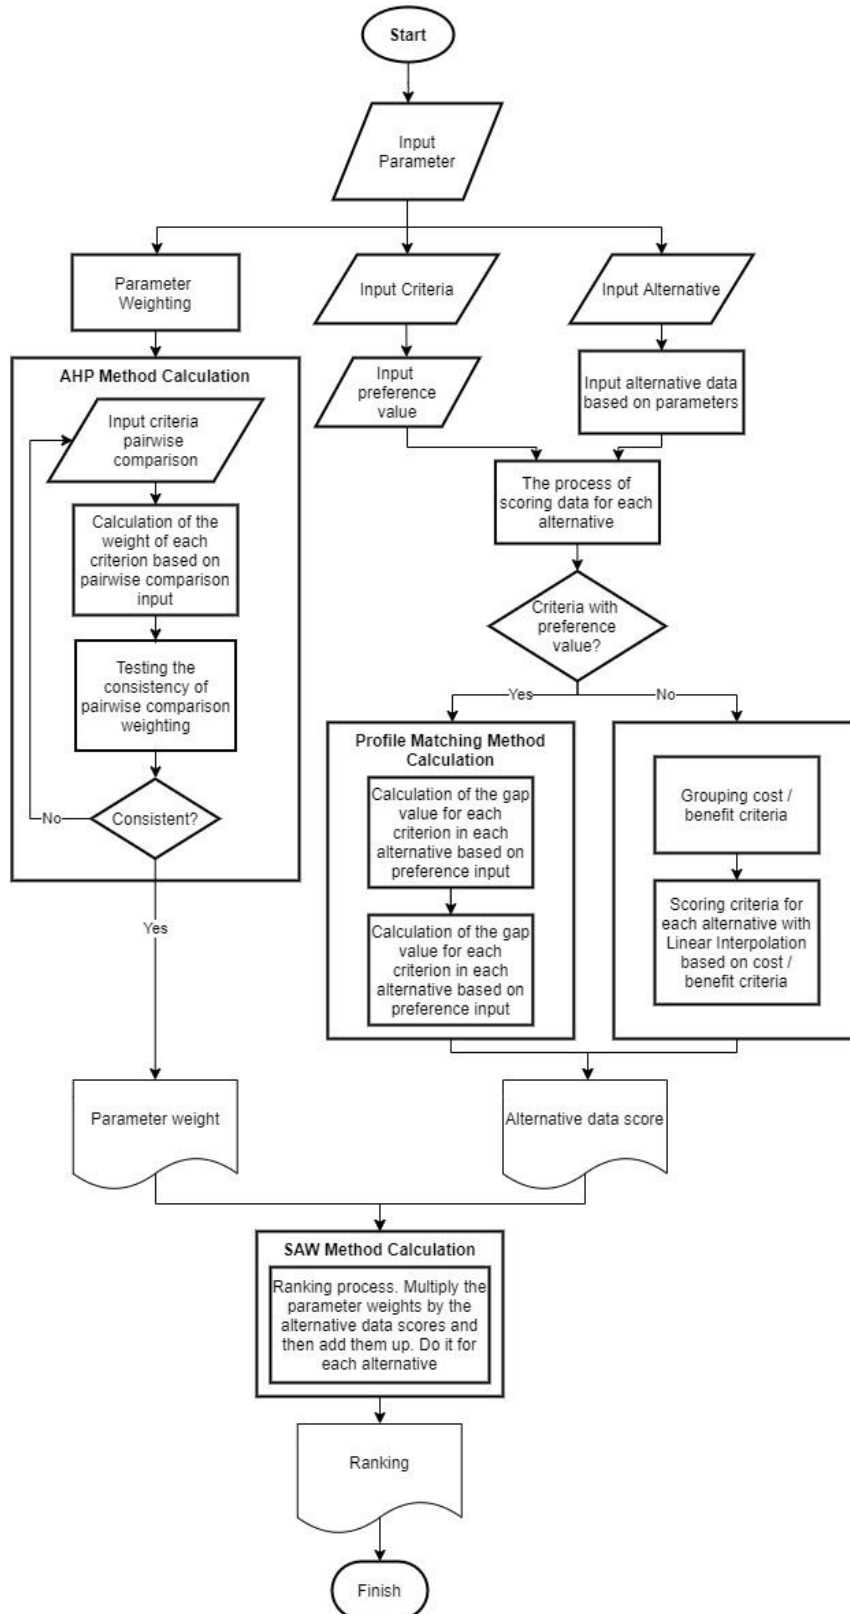 Start
Input
Parameter
Parameter
Weighting
Input Criteria
Input Alternative
AHP Method Calculation
Input criteria
pairwise
comparison
Input
preference
value
Input alternative data
based on parameters
Calculation of the
weight of each
criterion based on
pairwise comparison
input
The process of
scoring data for each
alternative
Testing the
consistency of
pairwise comparison
weighting
Criteria with
preference
value?
Yes
No
Consistent?
No
Yes
Profile Matching Method
Calculation
Calculation of the gap
value for each
criterion in each
alternative based on
preference input
Calculation of the gap
value for each
criterion in each
alternative based on
preference input
Grouping cost /
benefit criteria
Scoring criteria for
each alternative with
Linear Interpolation
based on cost /
benefit criteria
Parameter weight
Alternative data score
SAW Method Calculation
Ranking process. Multiply the
parameter weights by the
alternative data scores and
then add them up. Do it for
each alternative
Ranking
Finish